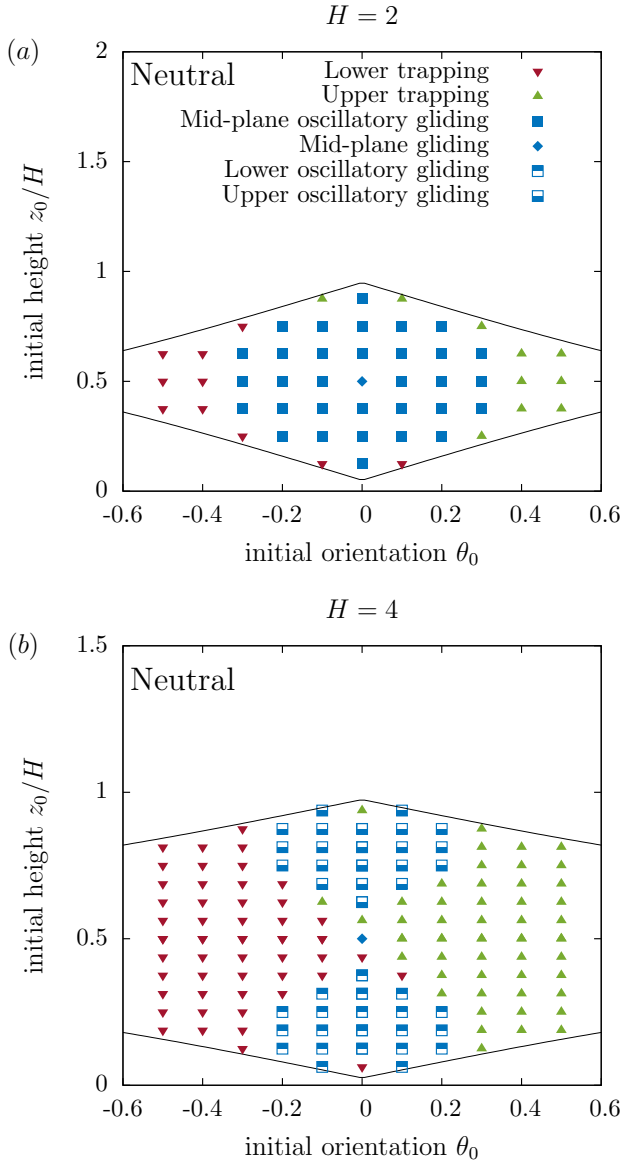 H = 2
(a)
2
Neutral
Lower trapping
Upper trapping
Mid-plane oscillatory gliding
Mid-plane gliding
Lower oscillatory gliding
Upper oscillatory gliding
1.5
1
0.5
0
initial height z₀/H
-0.6 -0.4 -0.2 0 0.2 0.4 0.6
initial orientation θ₀
H = 4
(b)
1.5
Neutral
1
0.5
0
initial height z₀/H
-0.6 -0.4 -0.2 0 0.2 0.4 0.6
initial orientation θ₀